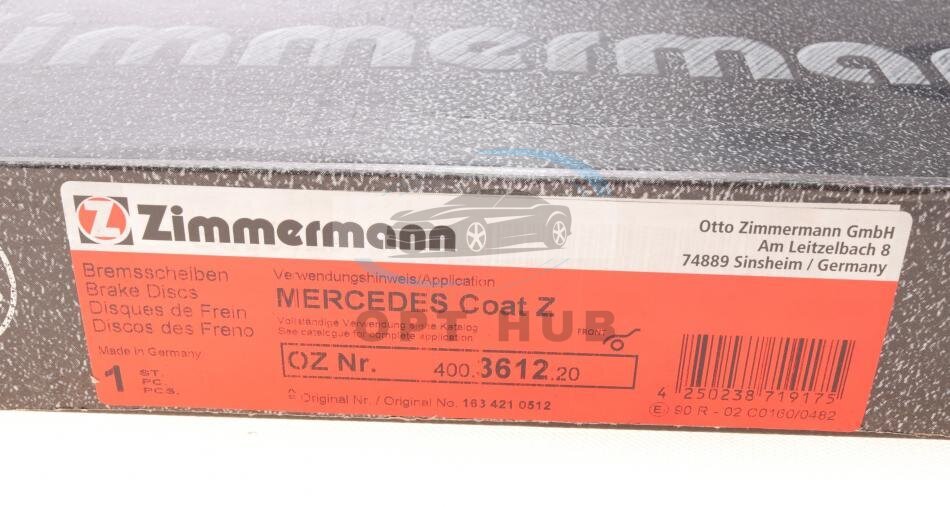 Zimmermann
Z Zimmermann
Otto Zimmermann GmbH
Am Leitzelbach 8
74889 Sinsheim / Germany
Bremsscheiben
Brake Discs
Disques de Frein
Discos des Freno
Made in Germany
1 ST.
PC.
PCS.
Verwendungshinweis/Application
MERCEDES Coat Z
Vollständige Verwendung siehe Katalog
See catalogue for complete application
OPT HUB
FRONT
OZ Nr. 400.3612.20
Original Nr. / Original No. 163 421 0512
4 250238 719175
E 90 R - 02 C0160/0482